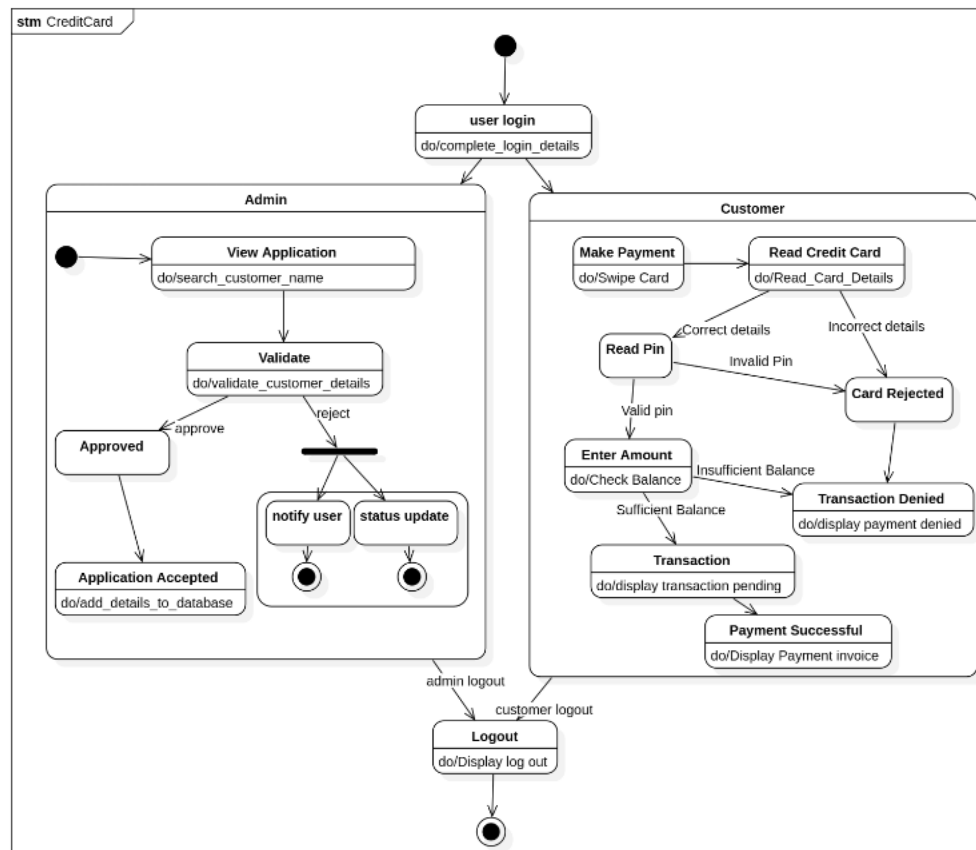 stm CreditCard
user login
do/complete_login_details
Admin
View Application
do/search_customer_name
Validate
do/validate_customer_details
approve
reject
Approved
notify user
status update
Application Accepted
do/add_details_to_database
admin logout
Customer
Make Payment
do/Swipe Card
Read Credit Card
do/Read_Card_Details
Correct details
Incorrect details
Read Pin
Invalid Pin
Card Rejected
Valid pin
Enter Amount
do/Check Balance
Insufficient Balance
Transaction Denied
do/display payment denied
Sufficient Balance
Transaction
do/display transaction pending
Payment Successful
do/Display Payment invoice
customer logout
Logout
do/Display log out